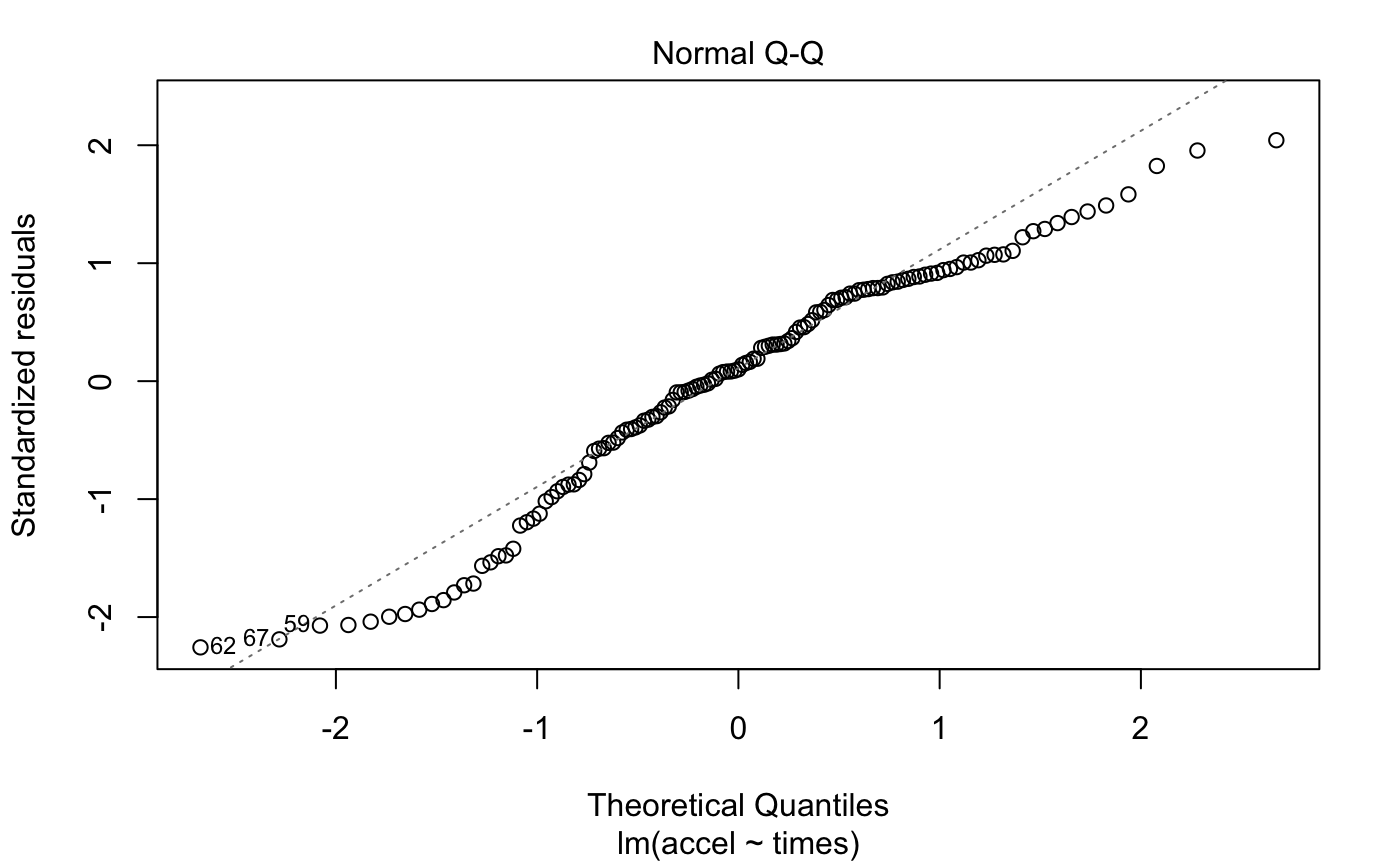 Normal Q-Q
Standardized residuals
2
1
0
-1
-2
62
67
59
-2 -1 0 1 2
Theoretical Quantiles
lm(accel ~ times)